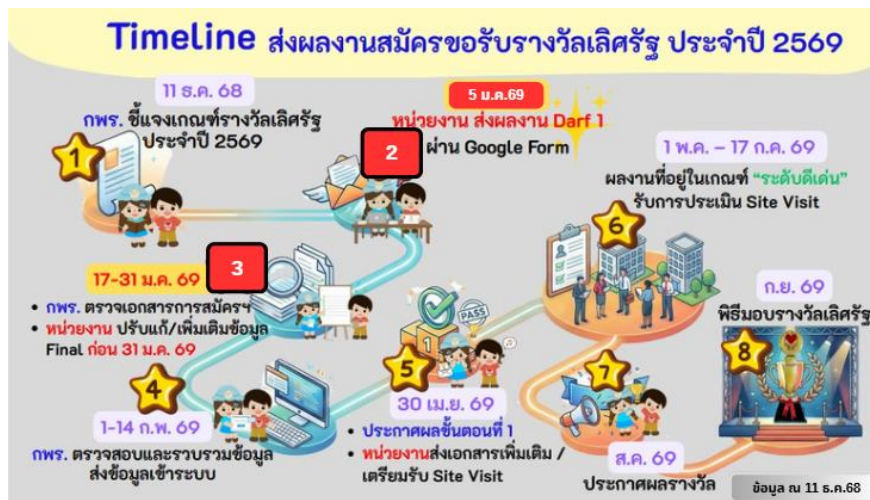 Timeline ส่งผลงานสมัครขอรับรางวัลเลิศรัฐ ประจำปี 2569
11 ธ.ค. 68
กพร. ชี้แจงเกณฑ์รางวัลเลิศรัฐ
ประจำปี 2569
1
5 ม.ค.69
หน่วยงาน ส่งผลงาน Darf 1
ผ่าน Google Form
2
17-31 ม.ค. 69
3
• กพร. ตรวจเอกสารการสมัครฯ
• หน่วยงาน ปรับแก้/เพิ่มเติมข้อมูล
Final ก่อน 31 ม.ค. 69
4
1-14 ก.พ. 69
กพร. ตรวจสอบและรวบรวมข้อมูล
ส่งข้อมูลเข้าระบบ
PASS
1
5
30 เม.ย. 69
• ประกาศผลขั้นตอนที่ 1
• หน่วยงานส่งเอกสารเพิ่มเติม /
เตรียมรับ Site Visit
1 พ.ค. – 17 ก.ค. 69
ผลงานที่อยู่ในเกณฑ์ “ระดับดีเด่น”
รับการประเมิน Site Visit
6
7
ส.ค. 69
ประกาศผลรางวัล
ก.ย. 69
พิธีมอบรางวัลเลิศรัฐ
8
ข้อมูล ณ 11 ธ.ค.68